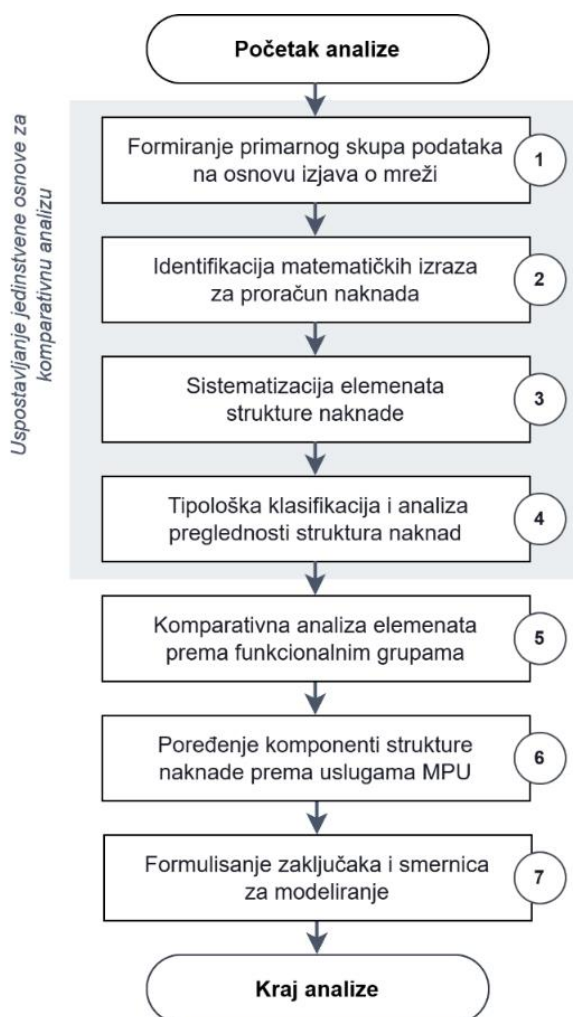 Početak analize
Uspostavljanje jedinstvene osnove za
komparativnu analizu
Formiranje primarnog skupa podataka
na osnovu izjava o mreži
1
Identifikacija matematičkih izraza
za proračun naknada
2
Sistematizacija elemenata
strukture naknade
3
Tipološka klasifikacija i analiza
preglednosti struktura naknad
4
Komparativna analiza elemenata
prema funkcionalnim grupama
5
Poređenje komponenti strukture
naknade prema uslugama MPU
6
Formulisanje zaključaka i smernica
za modeliranje
7
Kraj analize